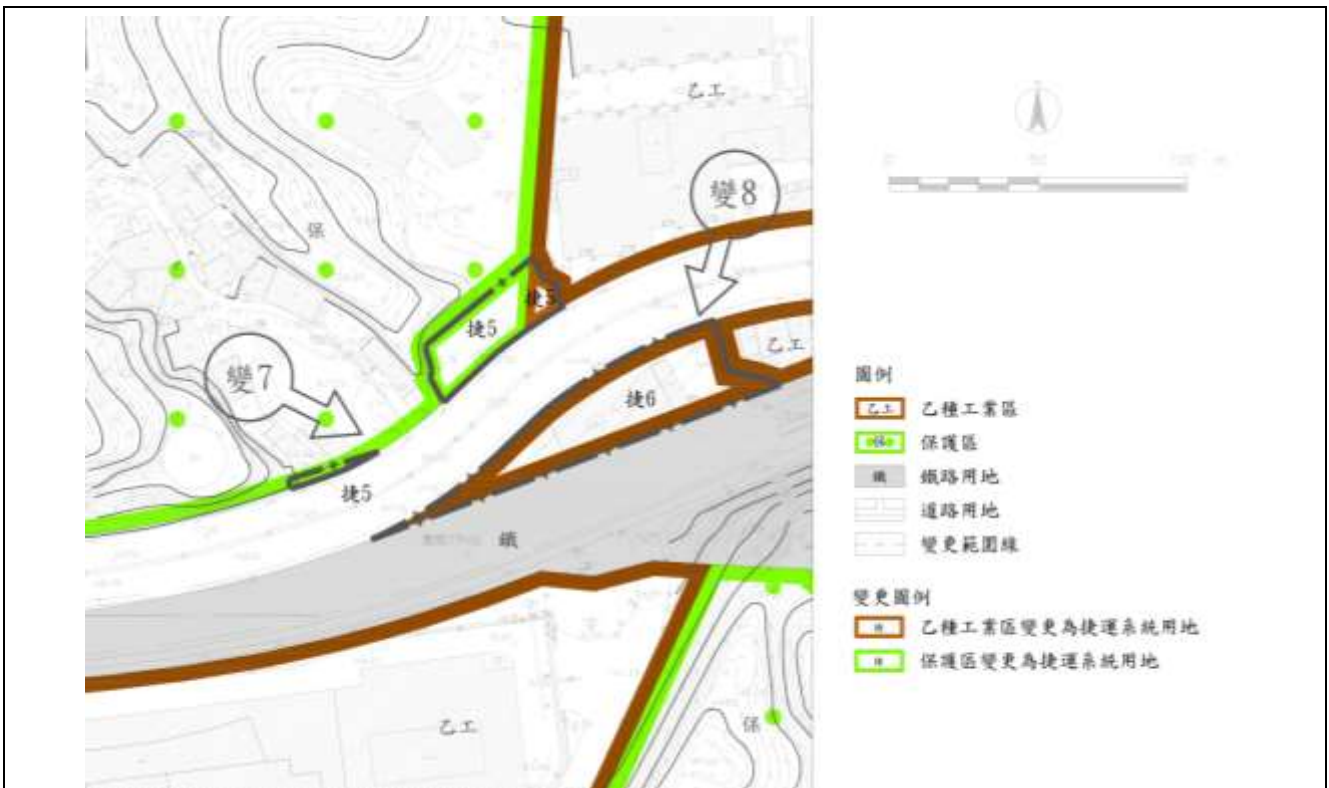 乙工
變8
保
捷5
捷5
乙工
變7
捷6
捷5
鐵
乙工
保
圖例
乙工 乙種工業區
保 保護區
鐵 鐵路用地
道路用地
變更範圍線
變更圖例
捷 乙種工業區變更為捷運系統用地
捷 保護區變更為捷運系統用地